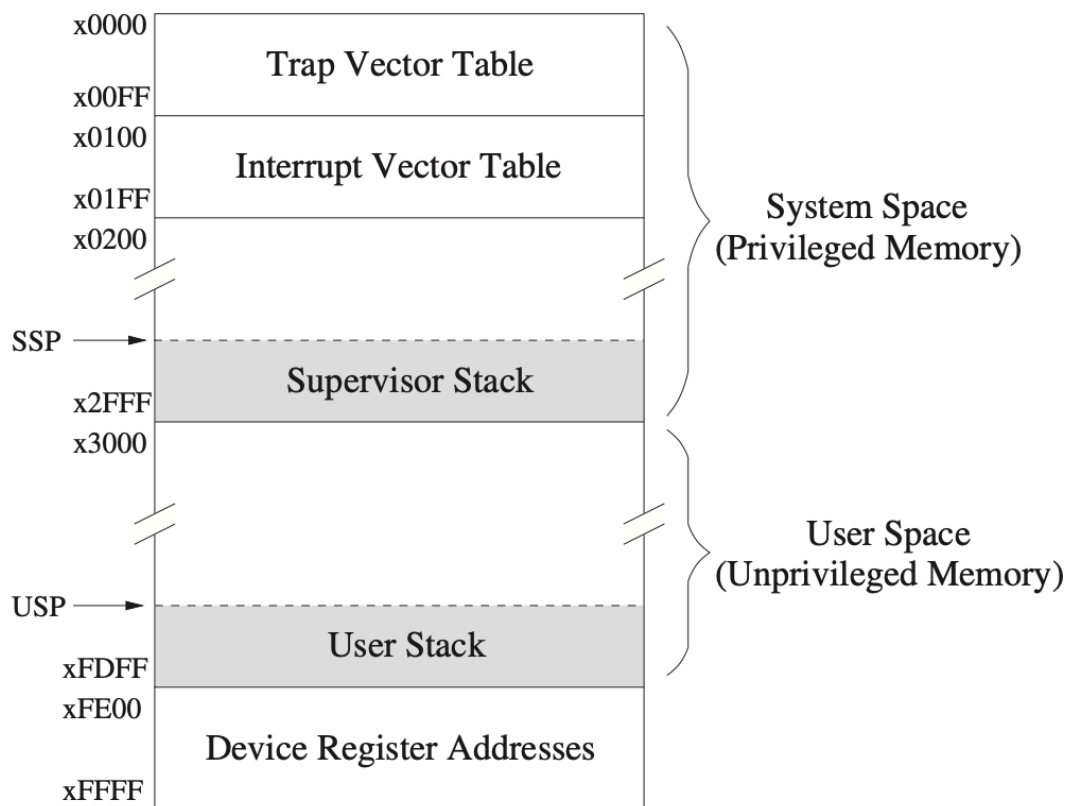 x0000
Trap Vector Table
x00FF
x0100
Interrupt Vector Table
x01FF
System Space
(Privileged Memory)
x0200
SSP
Supervisor Stack
x2FFF
x3000
User Space
(Unprivileged Memory)
USP
User Stack
xFDFF
xFE00
Device Register Addresses
xFFFF